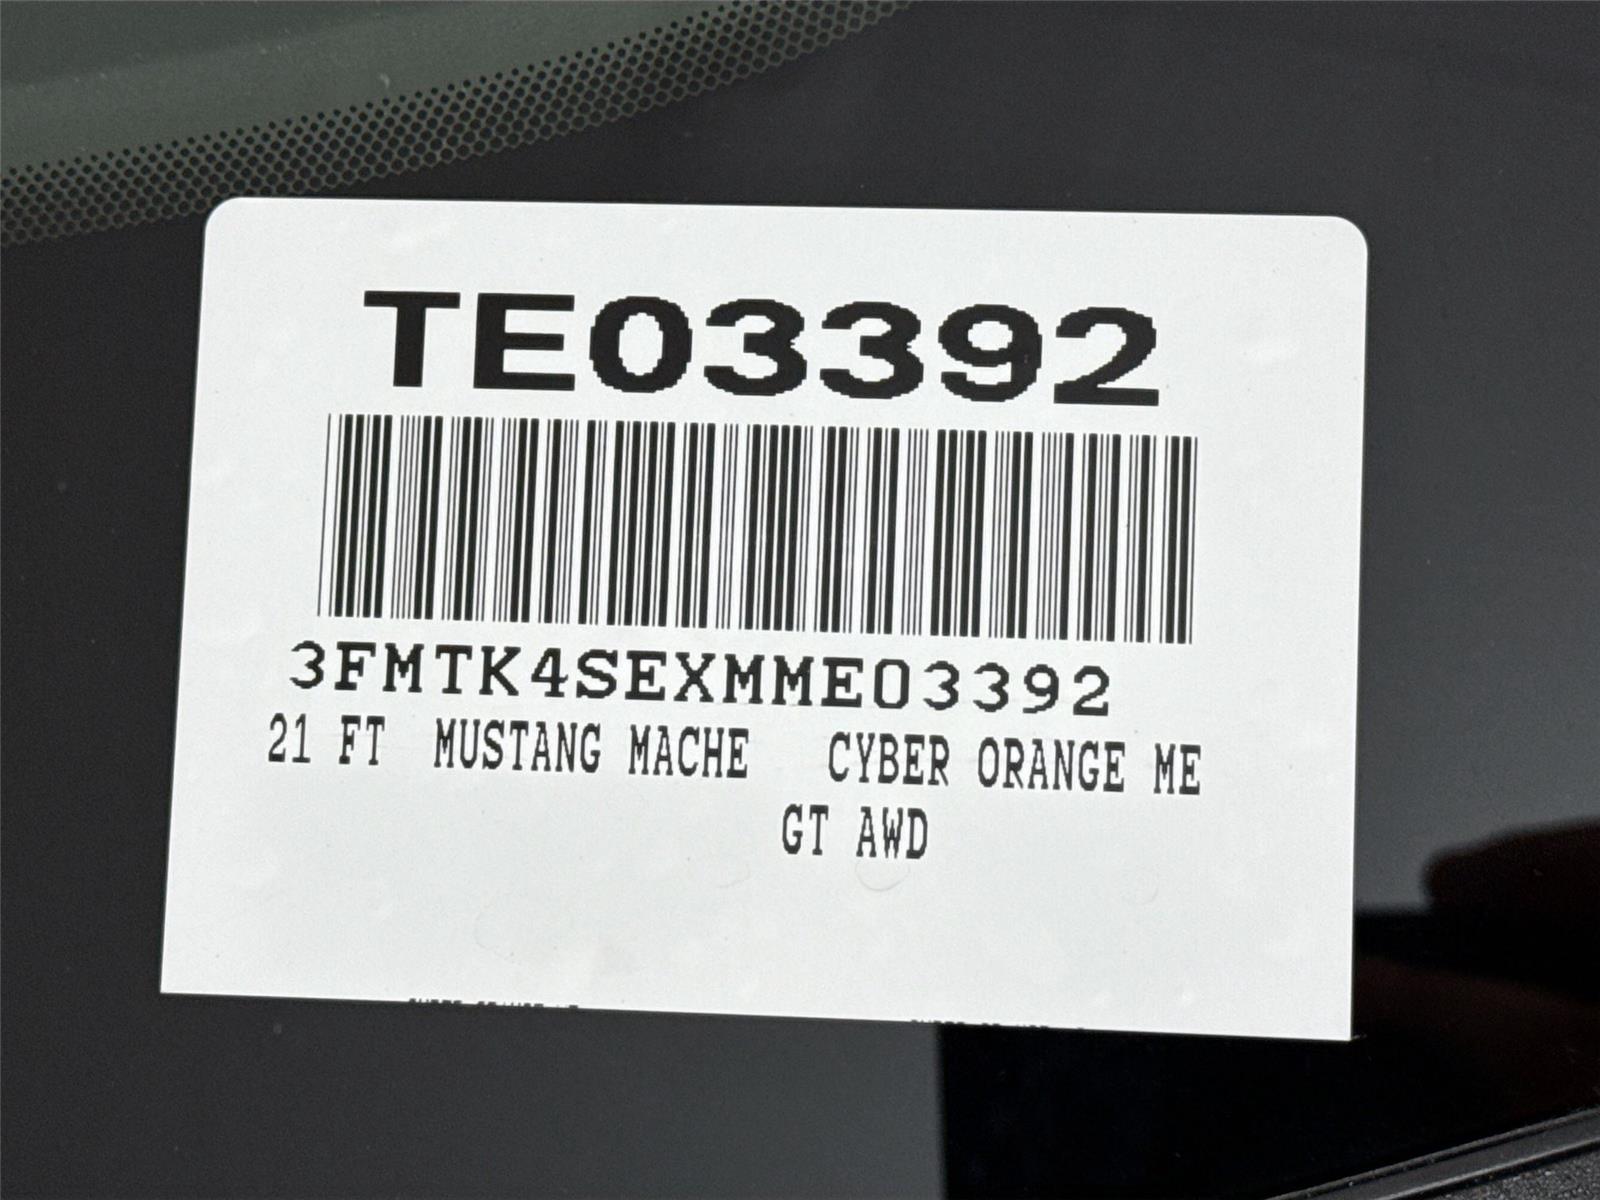 TE03392
3FMTK4SEXMME03392
21 FT MUSTANG MACHE CYBER ORANGE ME
GT AWD